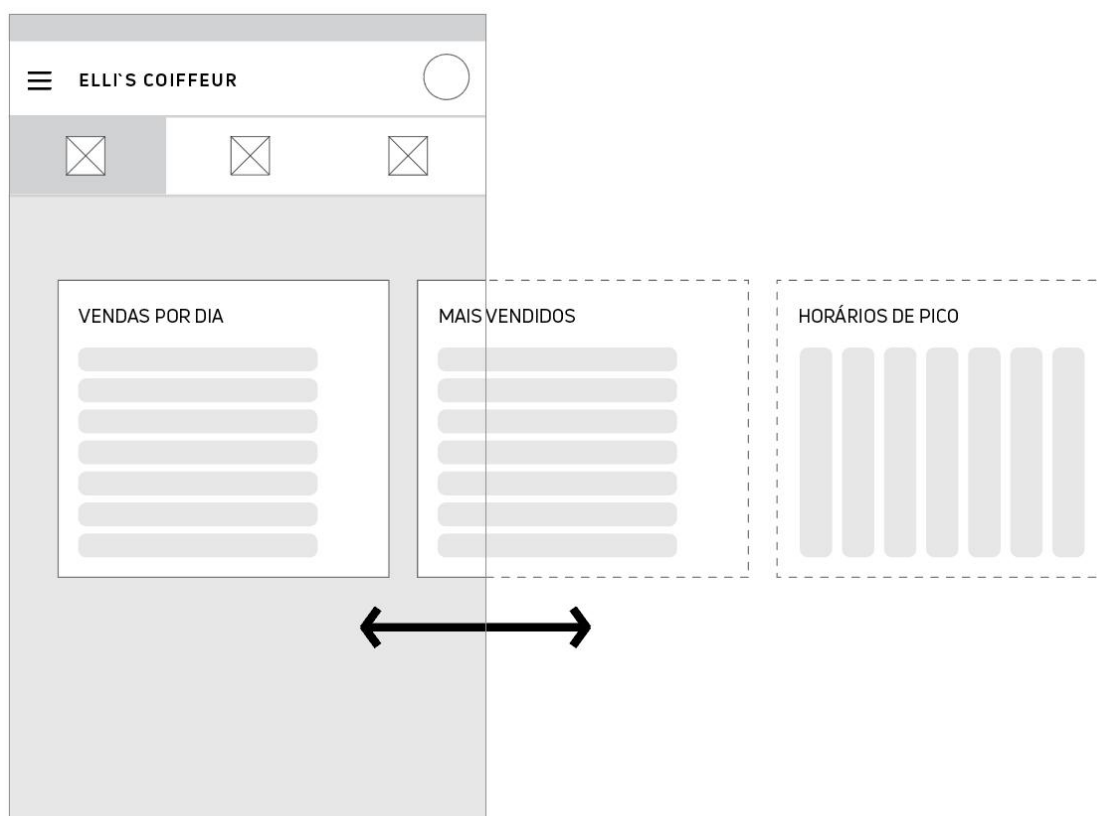 ELLI`S COIFFEUR
VENDAS POR DIA
MAIS VENDIDOS
HORÁRIOS DE PICO